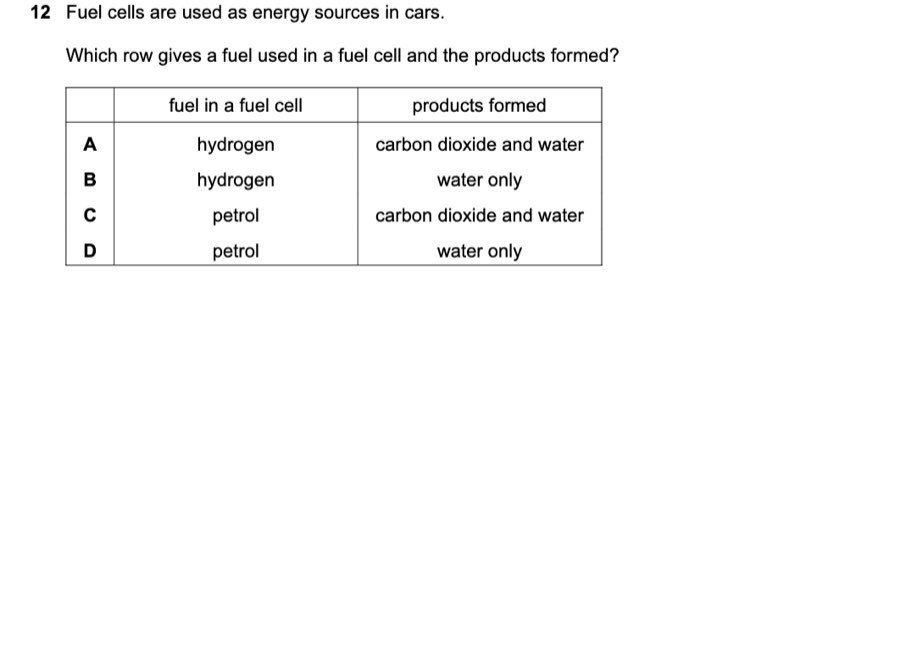 12 Fuel cells are used as energy sources in cars.
Which row gives a fuel used in a fuel cell and the products formed?
fuel in a fuel cell products formed
A hydrogen carbon dioxide and water
B hydrogen water only
C petrol carbon dioxide and water
D petrol water only